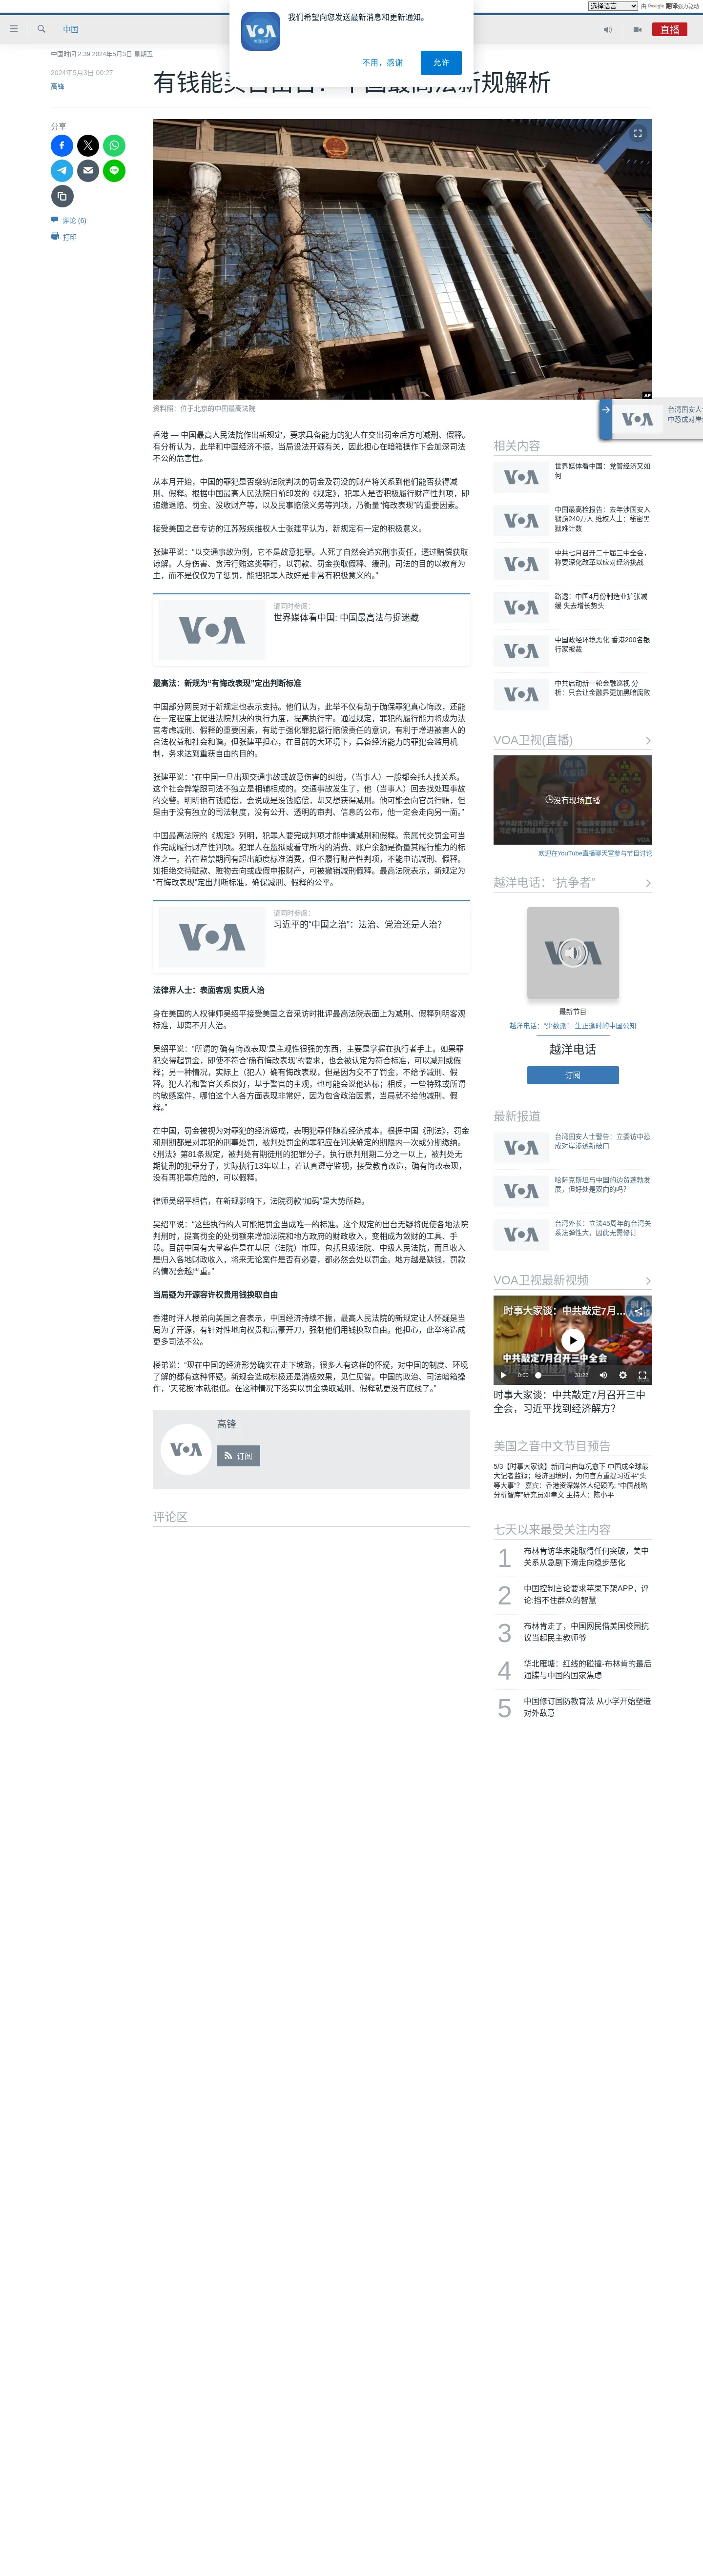 选择语言
由 Google 翻译强力驱动
我们希望向您发送最新消息和更新通知。
不用，感谢
允许
中国
直播
中国时间 2:39 2024年5月3日 星期五
2024年5月3日 00:27
高锋
中国最高法新规解析
分享
评论 (6)
打印
AP
资料照：位于北京的中国最高法院
香港 — 中国最高人民法院作出新规定，要求具备能力的犯人在交出罚金后方可减刑、假释。
有分析认为，此举和中国经济不振，当局设法开源有关，因此担心在暗箱操作下会加深司法
不公的危害性。
从本月开始，中国的罪犯是否缴纳法院判决的罚金及罚没的财产将关系到他们能否获得减
刑、假释。根据中国最高人民法院日前印发的《规定》，犯罪人是否积极履行财产性判项，即
追缴退赔、罚金、没收财产等，以及民事赔偿义务等判项，乃衡量“悔改表现”的重要因素。
接受美国之音专访的江苏残疾维权人士张建平认为，新规定有一定的积极意义。
张建平说：“以交通事故为例，它不是故意犯罪。人死了自然会追究刑事责任，透过赔偿获取
谅解。人身伤害、贪污行贿这类罪行，以罚款、罚金换取假释、缓刑。司法的目的以教育为
主，而不是仅仅为了惩罚，能把犯罪人改好是非常有积极意义的。”
请同时参阅:
世界媒体看中国: 中国最高法与捉迷藏
最高法：新规为“有悔改表现”定出判断标准
中国部分网民对于新规定也表示支持。他们认为，此举不仅有助于确保罪犯真心悔改，还能
在一定程度上促进法院判决的执行力度，提高执行率。通过规定，罪犯的履行能力将成为法
官考虑减刑、假释的重要因素，有助于强化罪犯履行赔偿责任的意识，有利于增进被害人的
合法权益和社会和谐。但张建平担心，在目前的大环境下，具备经济能力的罪犯会滥用机
制，务求达到重获自由的目的。
张建平说：“在中国一旦出现交通事故或故意伤害的纠纷，（当事人）一般都会托人找关系。
这个社会弊端跟司法不独立是相辅相成的。交通事故发生了，他（当事人）回去找处理事故
的交警。明明他有钱赔偿，会说成是没钱赔偿，却又想获得减刑。他可能会向官员行贿，但
是由于没有独立的司法制度，没有公开、透明的审判、信息的公布，他一定会走向另一面。”
中国最高法院的《规定》列明，犯罪人要完成判项才能申请减刑和假释。亲属代交罚金可当
作完成履行财产性判项。犯罪人在监狱或看守所内的消费、账户余额是衡量其履行能力的标
准之一。若在监禁期间有超出额度标准消费，但不履行财产性判项，不能申请减刑、假释。
如拒绝交待赃款、赃物去向或虚假申报财产，可被撤销减刑假释。最高法院表示，新规定为
“有悔改表现”定出判断标准，确保减刑、假释的公平。
请同时参阅:
习近平的“中国之治”：法治、党治还是人治?
法律界人士：表面客观 实质人治
身在美国的人权律师吴绍平接受美国之音采访时批评最高法院表面上为减刑、假释列明客观
标准，却离不开人治。
吴绍平说：“所谓的‘确有悔改表现’是主观性很强的东西，主要是掌握在执行者手上。如果罪
犯交得起罚金，即使不符合‘确有悔改表现’的要求，也会被认定为符合标准，可以减刑或假
释；另一种情况，实际上（犯人）确有悔改表现，但是因为交不了罚金，不给予减刑、假
释。犯人若和警官关系良好，基于警官的主观，也可能会说他达标；相反，一些特殊或所谓
的敏感案件，哪怕这个人各方面表现非常好，因为包含政治因素，当局就不给他减刑、假
释。”
在中国，罚金被视为对罪犯的经济惩戒，表明犯罪伴随着经济成本。根据中国《刑法》，罚金
和刑期都是对罪犯的刑事处罚，被判处罚金的罪犯应在判决确定的期限内一次或分期缴纳。
《刑法》第81条规定，被判处有期徒刑的犯罪分子，执行原判刑期二分之一以上，被判处无
期徒刑的犯罪分子，实际执行13年以上，若认真遵守监视，接受教育改造，确有悔改表现，
没有再犯罪危险的，可以假释。
律师吴绍平相信，在新规影响下，法院罚款“加码”是大势所趋。
吴绍平说：“这些执行的人可能把罚金当成唯一的标准。这个规定的出台无疑将促使各地法院
判刑时，提高罚金的处罚额来增加法院和地方政府的财政收入，变相成为敛财的工具、手
段。目前中国有大量案件是在基层（法院）审理，包括县级法院、中级人民法院，而且收入
是归入各地财政收入，将来无论案件是否有必要，都必然会处以罚金。地方越是缺钱，罚款
的情况会越严重。”
当局疑为开源容许权贵用钱换取自由
香港时评人楼弟向美国之音表示，中国经济持续不振，最高人民法院的新规定让人怀疑是当
局为了开源，有针对性地向权贵和富豪开刀，强制他们用钱换取自由。他担心，此举将造成
更多司法不公。
楼弟说：“现在中国的经济形势确实在走下坡路，很多人有这样的怀疑，对中国的制度、环境
了解的都有这种怀疑。新规会造成积极还是消极效果，见仁见智。中国的政治、司法暗箱操
作，‘天花板’本就很低。在这种情况下落实以罚金换取减刑、假释就更没有底线了。”
高锋
订阅
评论区
台湾国安人
中恐成对岸
相关内容
世界媒体看中国：党管经济又如
何
中国最高检报告：去年涉国安入
狱逾240万人 维权人士：秘密黑
狱难计数
中共七月召开二十届三中全会，
称要深化改革以应对经济挑战
路透：中国4月份制造业扩张减
缓 失去增长势头
中国政经环境恶化 香港200名银
行家被裁
中共启动新一轮金融巡视 分
析：只会让金融界更加黑暗腐败
VOA卫视(直播)
没有现场直播
欢迎在YouTube直播聊天室参与节目讨论
越洋电话：“抗争者”
最新节目
越洋电话：“少数派” - 生正逢时的中国公知
越洋电话
订阅
最新报道
台湾国安人士警告：立委访中恐
成对岸渗透新破口
哈萨克斯坦与中国的边贸蓬勃发
展，但好处是双向的吗?
台湾外长：立法45周年的台湾关
系法弹性大，因此无需修订
VOA卫视最新视频
时事大家谈：中共敲定7月...
中共敲定7月召开三中全会
0:00
31:22
时事大家谈：中共敲定7月召开三中
全会，习近平找到经济解方？
美国之音中文节目预告
5/3【时事大家谈】新闻自由每况愈下 中国成全球最
大记者监狱；经济困境时，为何官方重提习近平“头
等大事”？ 嘉宾：香港资深媒体人纪硕鸣; “中国战略
分析智库”研究员邓聿文 主持人：陈小平
七天以来最受关注内容
1 布林肯访华未能取得任何突破，美中
关系从急剧下滑走向稳步恶化
2 中国控制言论要求苹果下架APP，评
论:挡不住群众的智慧
3 布林肯走了，中国网民借美国校园抗
议当起民主教师爷
4 华北雁塘：红线的碰撞-布林肯的最后
通牒与中国的国家焦虑
5 中国修订国防教育法 从小学开始塑造
对外敌意